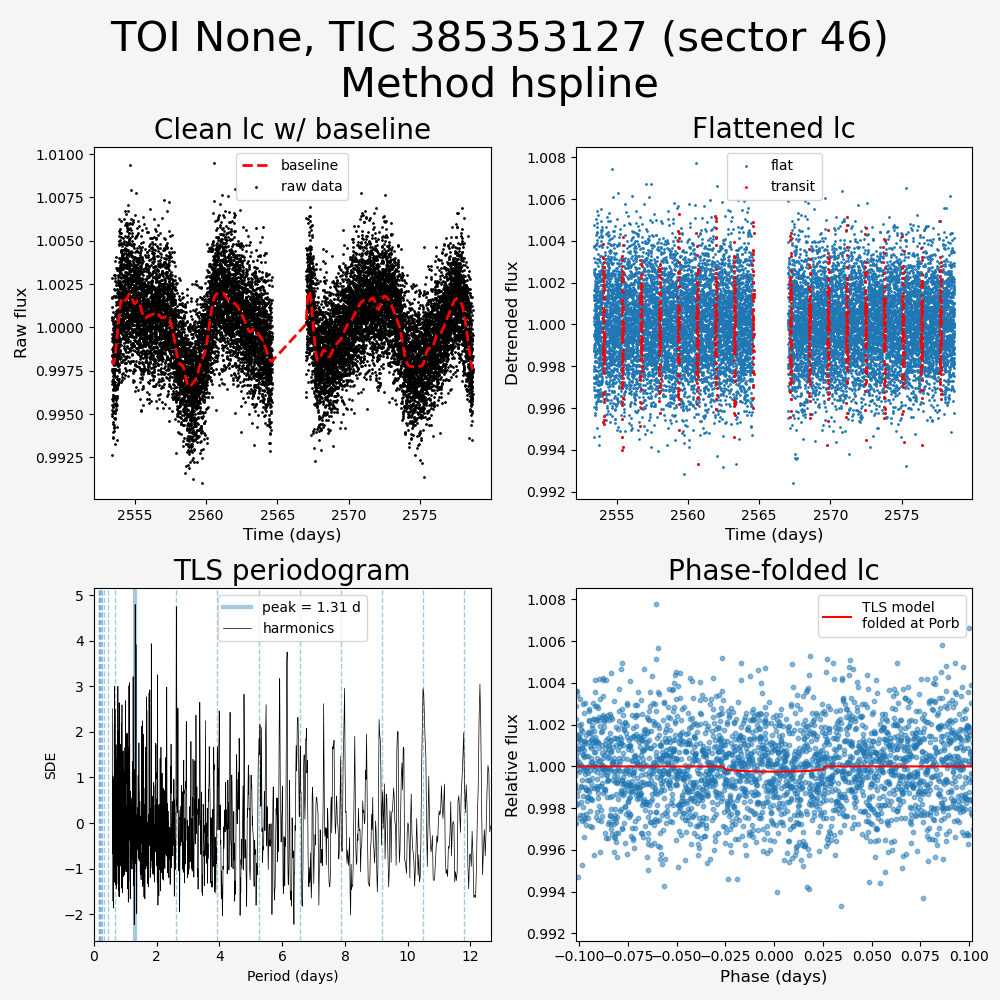 TOI None, TIC 385353127 (sector 46)
Method hspline
Clean lc w/ baseline
Flattened lc
1.0100
1.0075
1.0050
1.0025
1.0000
0.9975
0.9950
0.9925
Raw flux
baseline
raw data
2555
2560
2565
2570
2575
Time (days)
1.008
1.006
1.004
1.002
1.000
0.998
0.996
0.994
0.992
Detrended flux
flat
transit
2555
2560
2565
2570
2575
Time (days)
TLS periodogram
Phase-folded lc
5
4
3
2
1
0
−1
−2
SDE
peak = 1.31 d
harmonics
0
2
4
6
8
10
12
Period (days)
1.008
1.006
1.004
1.002
1.000
0.998
0.996
0.994
0.992
Relative flux
TLS model
folded at Porb
−0.100
−0.075
−0.050
−0.025
0.000
0.025
0.050
0.075
0.100
Phase (days)